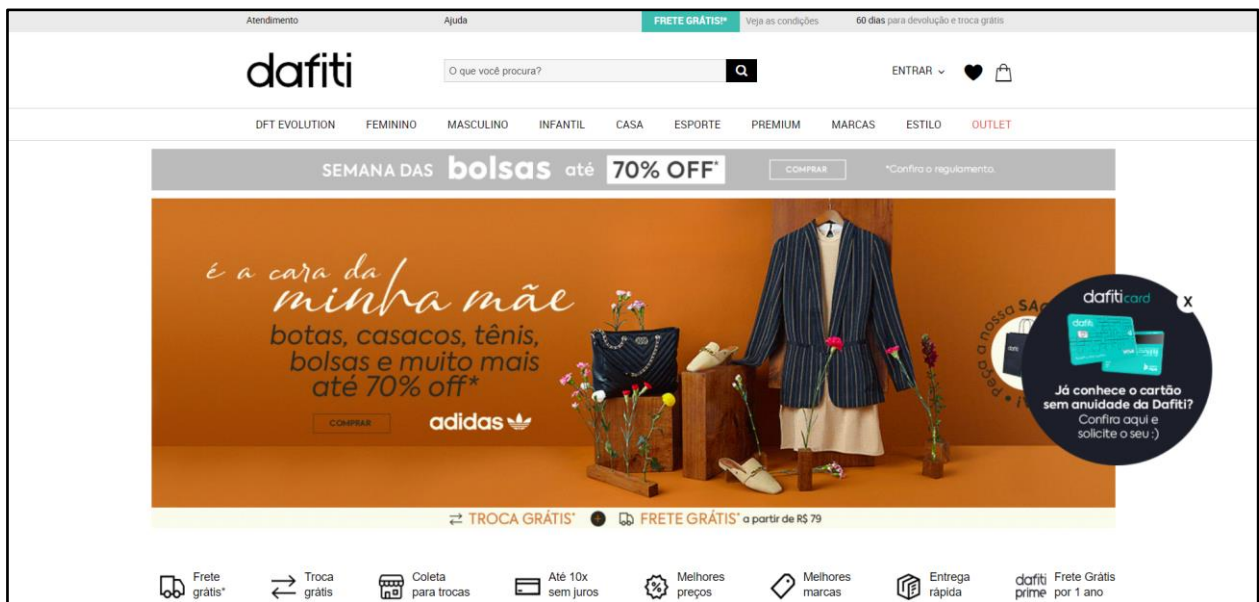 Atendimento Ajuda FRETE GRÁTIS!* Veja as condições 60 dias para devolução e troca grátis
dafiti O que você procura? ENTRAR
DFT EVOLUTION FEMININO MASCULINO INFANTIL CASA ESPORTE PREMIUM MARCAS ESTILO OUTLET
SEMANA DAS bolsas até 70% OFF* COMPRAR *Confira o regulamento.
é a cara da
minha mãe
botas, casacos, tênis,
bolsas e muito mais
até 70% off*
COMPRAR adidas
Peça a nossa
dafiticard X
dafiti
VISA
Já conhece o cartão
sem anuidade da Dafiti?
Confira aqui e
solicite o seu :)
TROCA GRÁTIS* FRETE GRÁTIS* a partir de R$ 79
Frete
grátis*
Troca
grátis
Coleta
para trocas
Até 10x
sem juros
Melhores
preços
Melhores
marcas
Entrega
rápida
dafiti
prime
Frete Grátis
por 1 ano